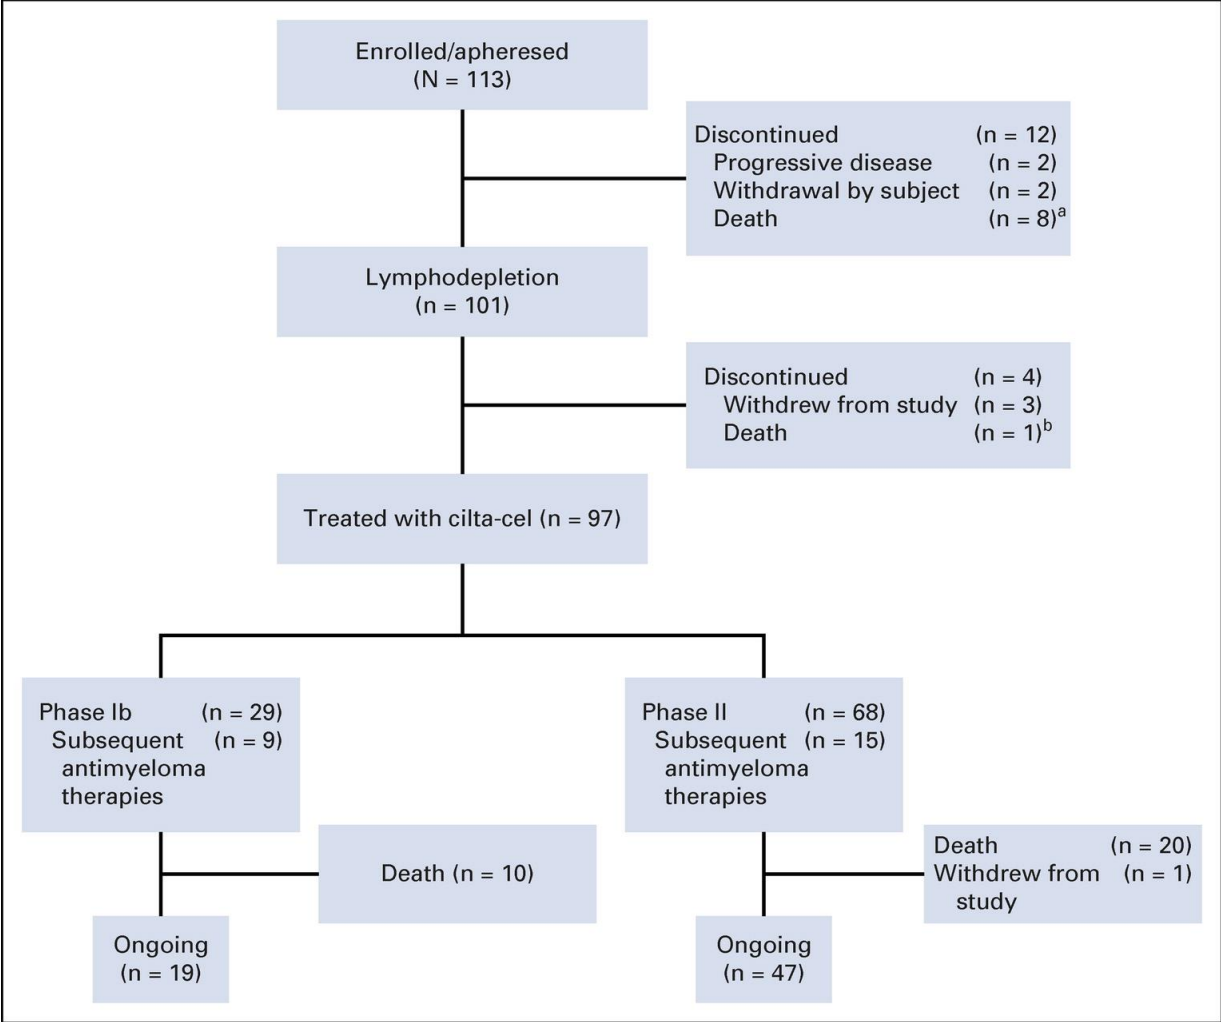 Enrolled/apheresed
(N = 113)
Discontinued (n = 12)
Progressive disease (n = 2)
Withdrawal by subject (n = 2)
Death (n = 8)a
Lymphodepletion
(n = 101)
Discontinued (n = 4)
Withdrew from study (n = 3)
Death (n = 1)b
Treated with cilta-cel (n = 97)
Phase Ib (n = 29)
Subsequent (n = 9)
antimyeloma
therapies
Phase II (n = 68)
Subsequent (n = 15)
antimyeloma
therapies
Death (n = 10)
Death (n = 20)
Withdrew from (n = 1)
study
Ongoing
(n = 19)
Ongoing
(n = 47)